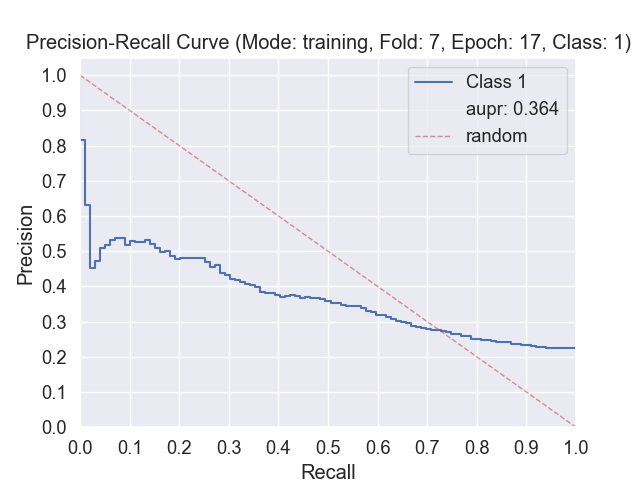 Precision-Recall Curve (Mode: training, Fold: 7, Epoch: 17, Class: 1)
Class 1
aupr: 0.364
random
Precision
1.0
0.9
0.8
0.7
0.6
0.5
0.4
0.3
0.2
0.1
0.0
0.0 0.1 0.2 0.3 0.4 0.5 0.6 0.7 0.8 0.9 1.0
Recall